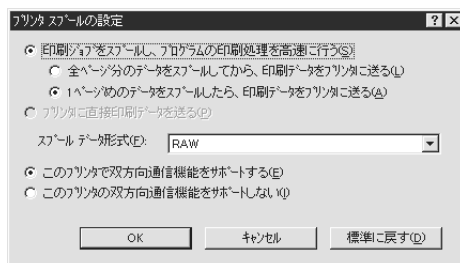 プリンタ スプールの設定
印刷ジョブをスプールし、プログラムの印刷処理を高速に行う(S)
全ページ分のデータをスプールしてから、印刷データをプリンタに送る(L)
1ページめのデータをスプールしたら、印刷データをプリンタに送る(A)
プリンタに直接印刷データを送る(P)
スプール データ形式(F): RAW
このプリンタで双方向通信機能をサポートする(E)
このプリンタの双方向通信機能をサポートしない(I)
OK キャンセル 標準に戻す(D)